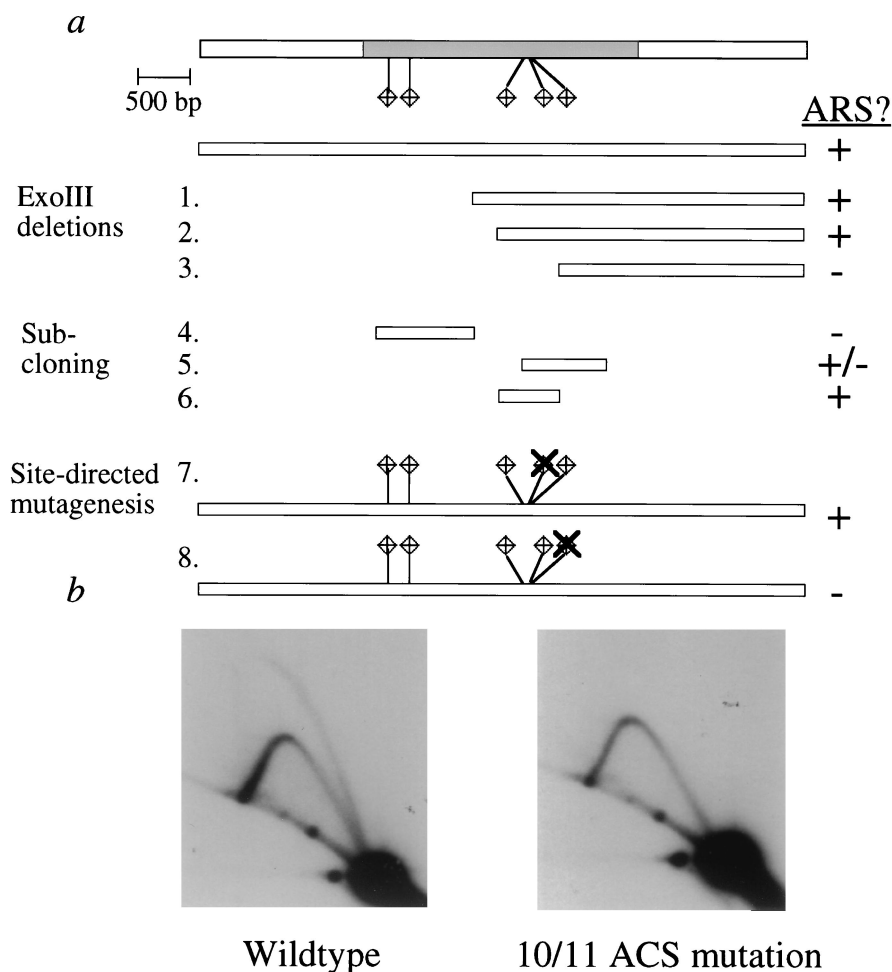 a
500 bp
ARS?
+
ExoIII
deletions
1.
+
2.
+
3.
-
Sub-
cloning
4.
-
5.
+/-
6.
+
Site-directed
mutagenesis
7.
+
8.
-
b
Wildtype
10/11 ACS mutation